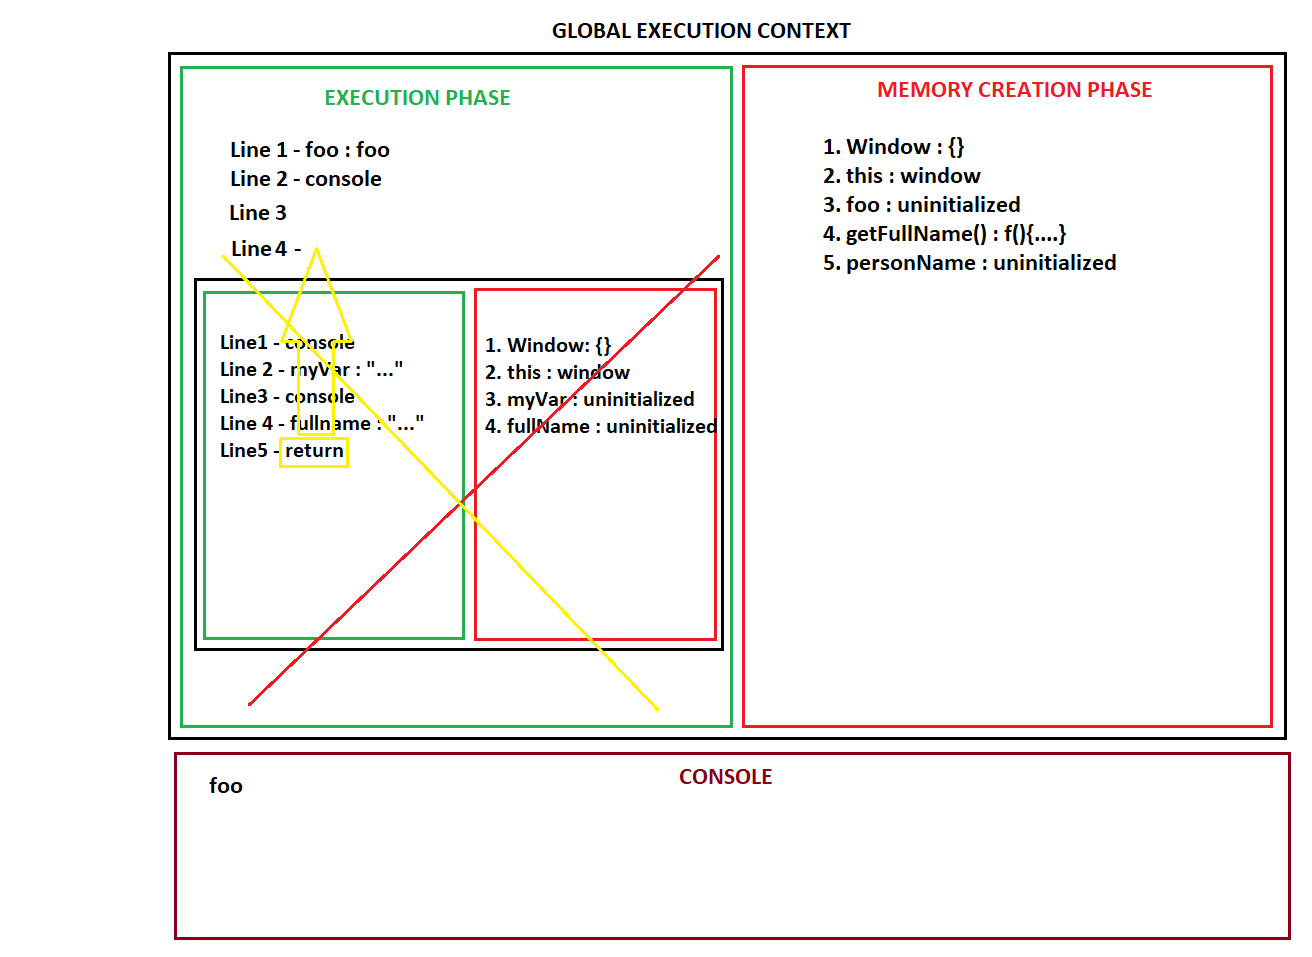 GLOBAL EXECUTION CONTEXT
EXECUTION PHASE
Line 1 - foo : foo
Line 2 - console
Line 3
Line 4 -
Line1 - console
Line 2 - myVar : "..."
Line3 - console
Line 4 - fullname : "..."
Line5 - return
1. Window: {}
2. this : window
3. myVar : uninitialized
4. fullName : uninitialized
MEMORY CREATION PHASE
1. Window : {}
2. this : window
3. foo : uninitialized
4. getFullName() : f(){....}
5. personName : uninitialized
CONSOLE
foo